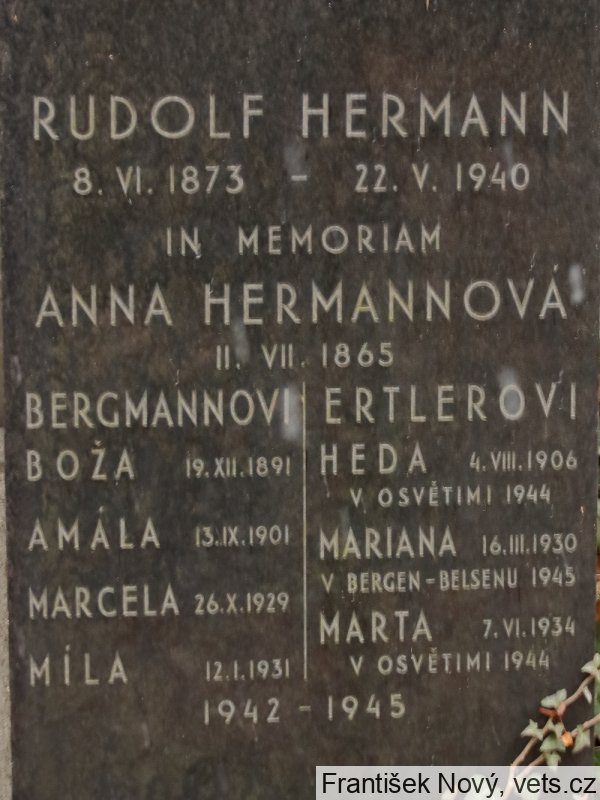 RUDOLF HERMANN
8. VI. 1873 – 22. V. 1940
IN MEMORIAM
ANNA HERMANNOVÁ
11. VII. 1865
BERGMANNOVI
BOŽA 19.XII.1891
AMÁLA 13.IX.1901
MARCELA 26.X.1929
MÍLA 12.I.1931
ERTLEROVI
HEDA 4.VIII.1906
V OSVĚTIMI 1944
MARIANA 16.III.1930
V BERGEN-BELSENU 1945
MARTA 7.VI.1934
V OSVĚTIMI 1944
1942 – 1945
František Nový, vets.cz